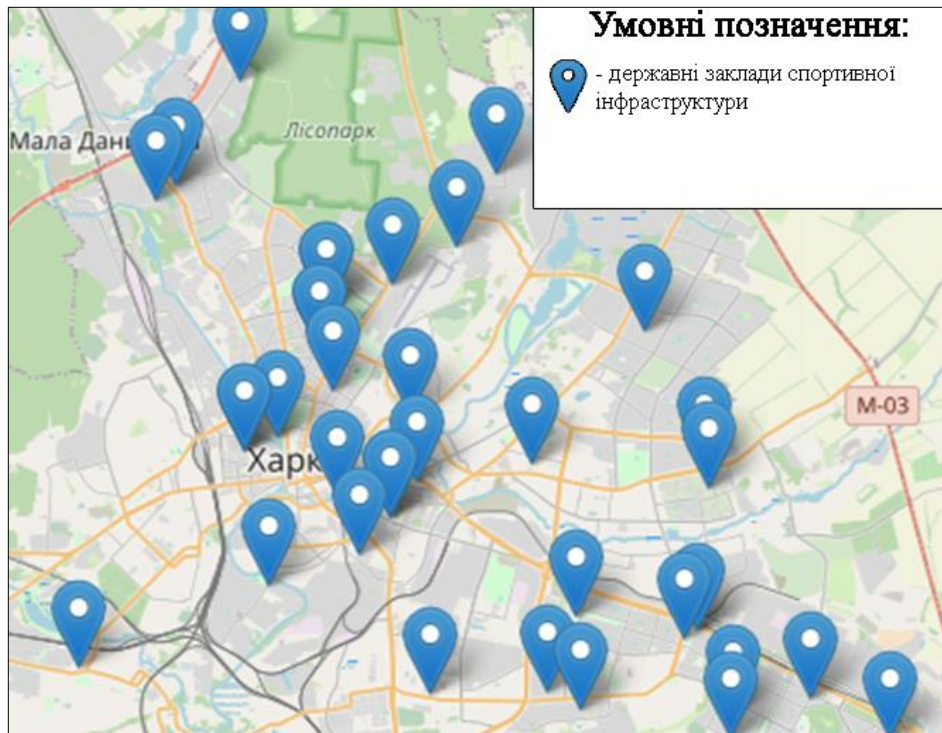 Умовні позначення:
- державні заклади спортивної
інфраструктури
Лісопарк
Мала Дан
М-03
Харк